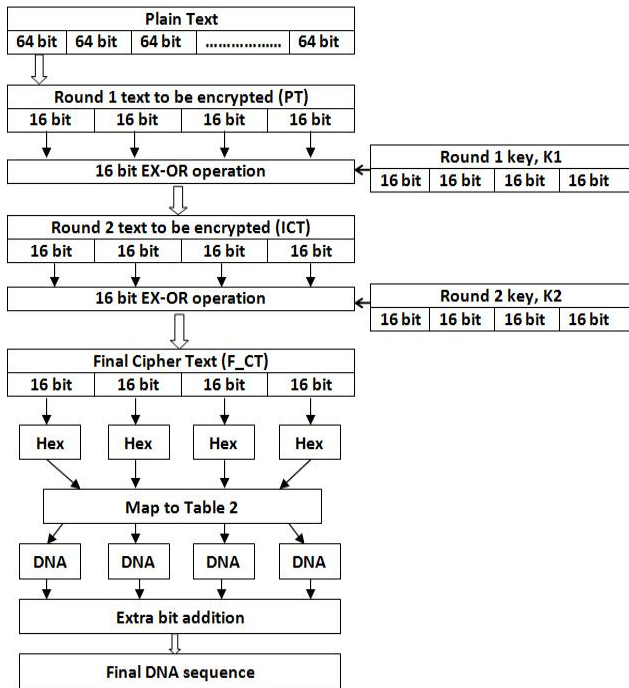 Plain Text
64 bit 64 bit 64 bit ................. 64 bit
Round 1 text to be encrypted (PT)
16 bit 16 bit 16 bit 16 bit
16 bit EX-OR operation
Round 1 key, K1
16 bit 16 bit 16 bit 16 bit
Round 2 text to be encrypted (ICT)
16 bit 16 bit 16 bit 16 bit
16 bit EX-OR operation
Round 2 key, K2
16 bit 16 bit 16 bit 16 bit
Final Cipher Text (F_CT)
16 bit 16 bit 16 bit 16 bit
Hex Hex Hex Hex
Map to Table 2
DNA DNA DNA DNA
Extra bit addition
Final DNA sequence